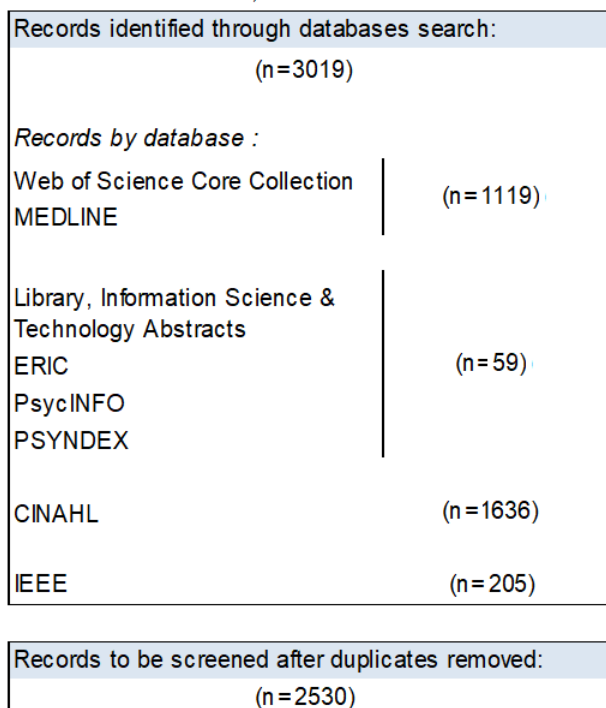 Records identified through databases search:
(n=3019)
Records by database :
Web of Science Core Collection
MEDLINE
(n=1119)
Library, Information Science &
Technology Abstracts
ERIC
PsycINFO
PSYNDEX
(n=59)
CINAHL
(n=1636)
IEEE
(n=205)
Records to be screened after duplicates removed:
(n=2530)